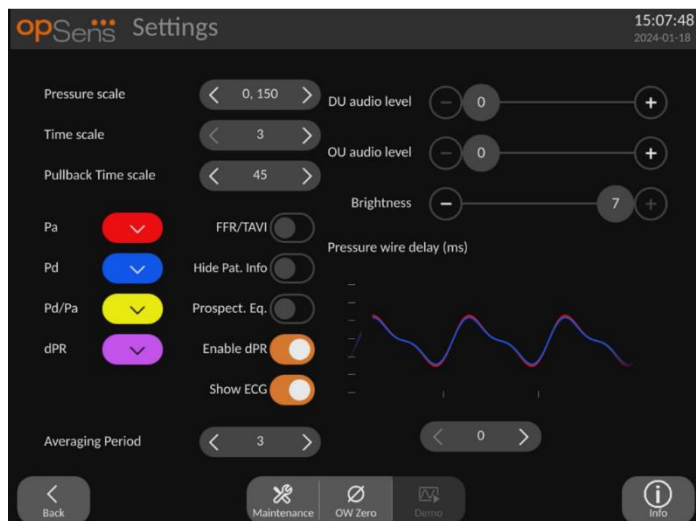 opSens Settings
15:07:48
2024-01-18
Pressure scale
0, 150
Time scale
3
Pullback Time scale
45
DU audio level
0
OU audio level
0
Brightness
7
Pa
Pd
Pd/Pa
dPR
FFR/TAVI
Hide Pat. Info
Prospect. Eq.
Enable dPR
Show ECG
Pressure wire delay (ms)
0
Averaging Period
3
Back
Maintenance
OW Zero
Demo
Info